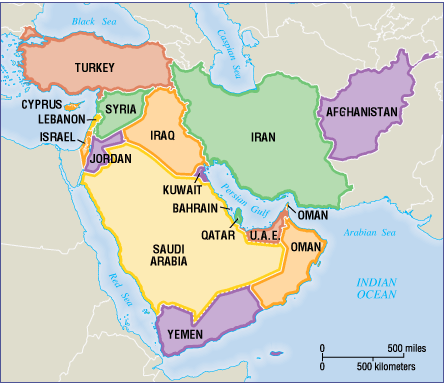 Black Sea
Caspian Sea
TURKEY
CYPRUS
SYRIA
LEBANON
AFGHANISTAN
ISRAEL
IRAQ
IRAN
JORDAN
KUWAIT
Persian Gulf
BAHRAIN
OMAN
QATAR
U.A.E.
Arabian Sea
SAUDI
ARABIA
OMAN
Red Sea
INDIAN
OCEAN
YEMEN
0 500 miles
0 500 kilometers